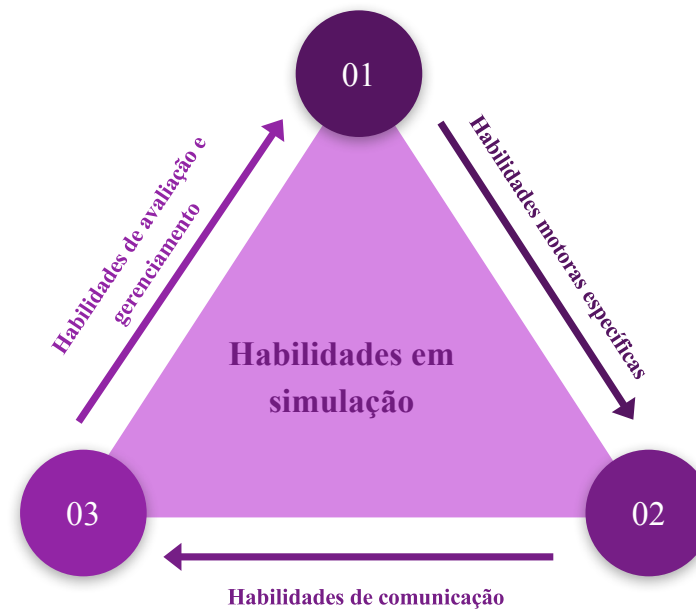 01
Habilidades de avaliação e
gerenciamento
Habilidades motoras específicas
Habilidades em
simulação
03
02
Habilidades de comunicação